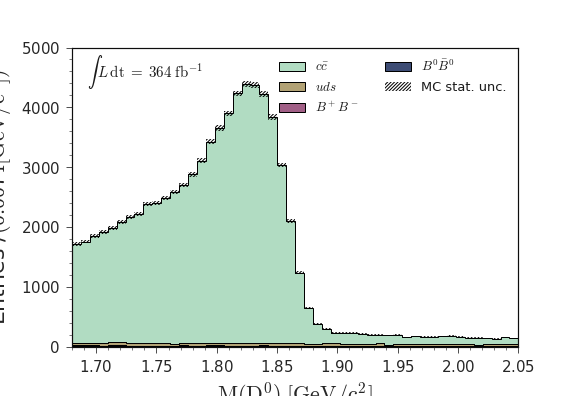 ∫L dt = 364 fb⁻¹
cc̄
uds
B⁺B⁻
B⁰B̄⁰
MC stat. unc.
5000
4000
3000
2000
1000
0
1.70 1.75 1.80 1.85 1.90 1.95 2.00 2.05
M(D⁰) [GeV/c²]